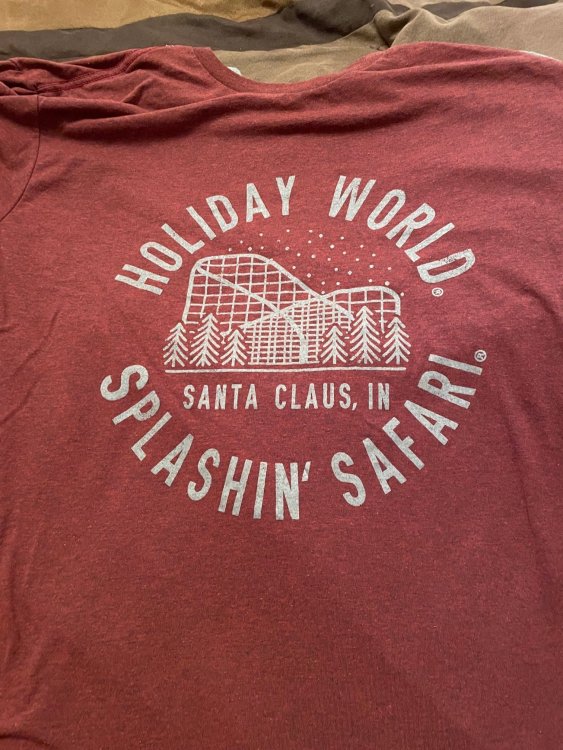 HOLIDAY WORLD®
SANTA CLAUS, IN
SPLASHIN' SAFARI®